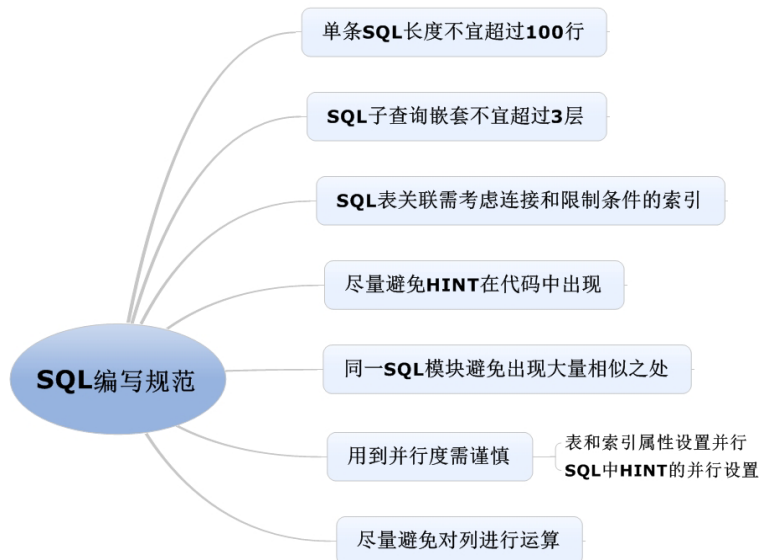 单条SQL长度不宜超过100行
SQL子查询嵌套不宜超过3层
SQL表关联需考虑连接和限制条件的索引
尽量避免HINT在代码中出现
SQL编写规范
同一SQL模块避免出现大量相似之处
用到并行度需谨慎
表和索引属性设置并行
SQL中HINT的并行设置
尽量避免对列进行运算